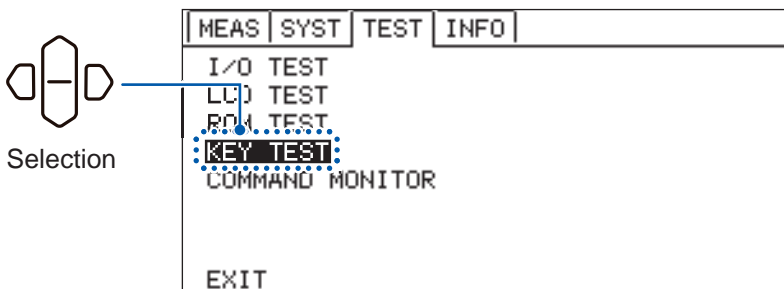 MEAS SYST TEST INFO
I/O TEST
LCD TEST
ROM TEST
KEY TEST
COMMAND MONITOR
EXIT
Selection